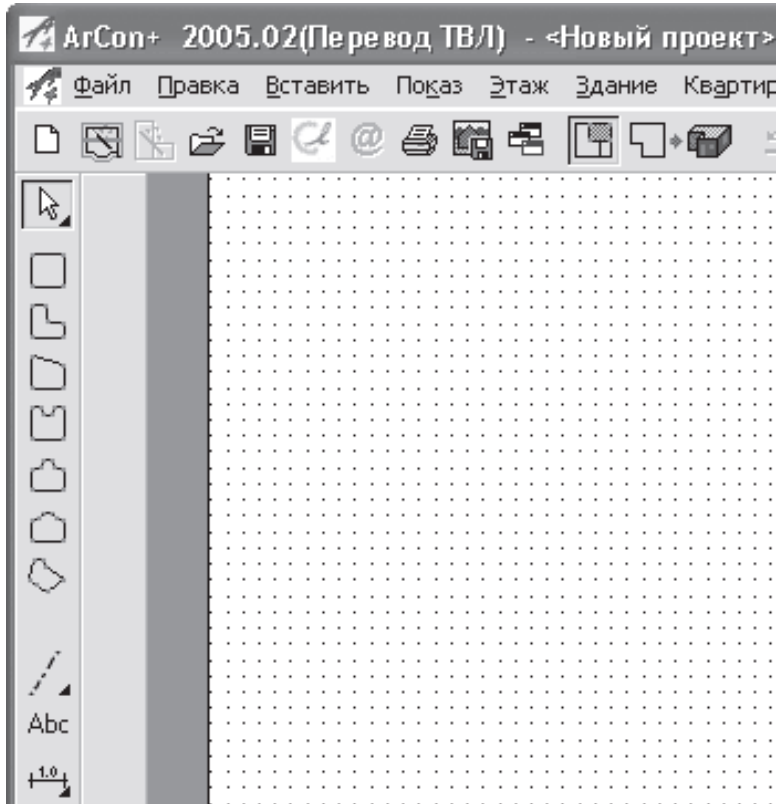 ArCon+ 2005.02(Перевод ТВЛ) - <Новый проект>
Файл Правка Вставить Показ Этаж Здание Квартир
@
Abc
1.0